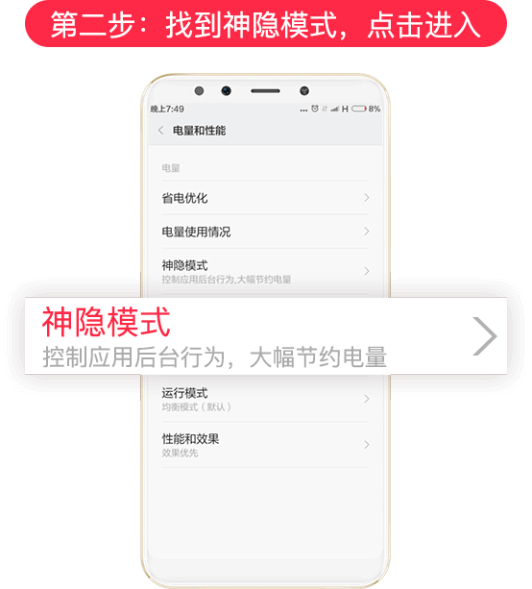 第二步：找到神隐模式，点击进入
晚上7:49
... H 8%
电量和性能
电量
省电优化
电量使用情况
神隐模式
控制应用后台行为,大幅节约电量
神隐模式
控制应用后台行为，大幅节约电量
运行模式
均衡模式（默认）
性能和效果
效果优先